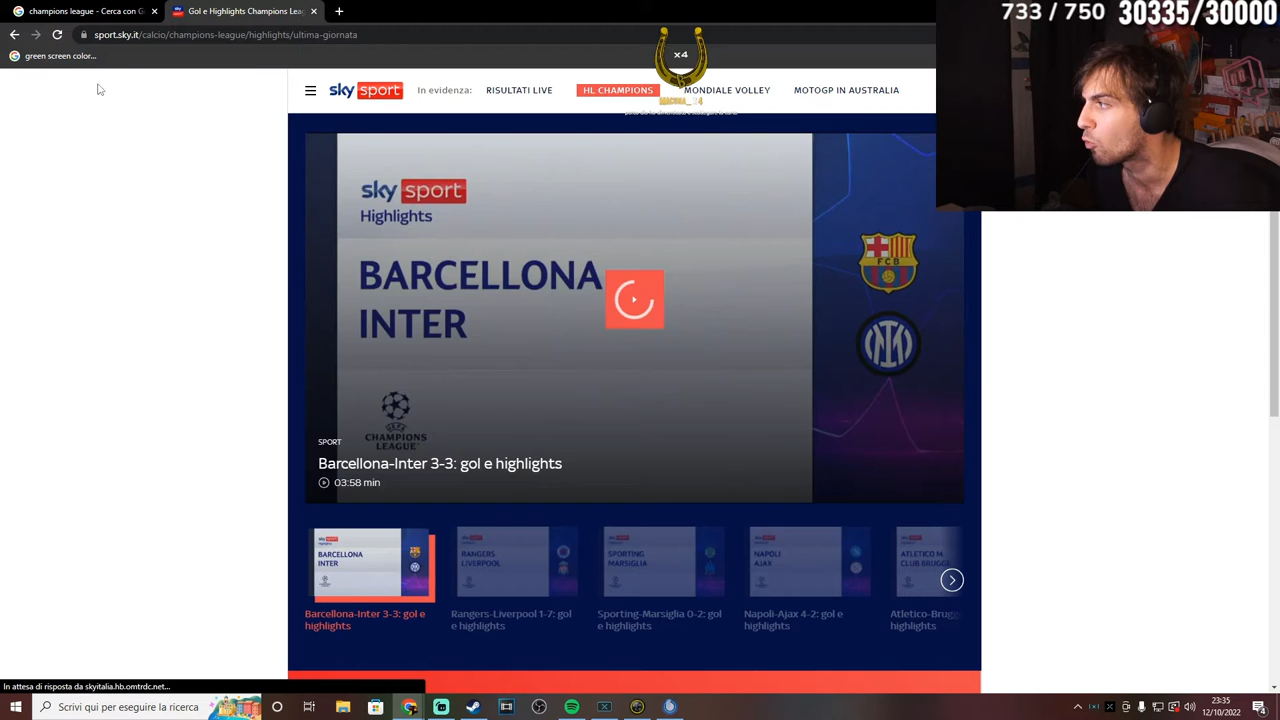 champions league - Cerca con G
Gol e Highlights Champions Leag
733 / 750
30335/30000
sport.sky.it/calcio/champions-league/highlights/ultima-giornata
green screen color...
x4
sky sport
In evidenza:
RISULTATI LIVE
HL CHAMPIONS
MONDIALE VOLLEY
MOTOGP IN AUSTRALIA
sky sport
Highlights
BARCELLONA
INTER
FCB
CHAMPIONS
LEAGUE
SPORT
Barcellona-Inter 3-3: gol e highlights
03:58 min
BARCELLONA
INTER
RANGERS
LIVERPOOL
SPORTING
MARSIGLIA
NAPOLI
AJAX
ATLETICO M.
CLUB BRUGG
Barcellona-Inter 3-3: gol e
highlights
Rangers-Liverpool 1-7: gol
e highlights
Sporting-Marsiglia 0-2: gol
e highlights
Napoli-Ajax 4-2: gol e
highlights
Atletico-Brugg
highlights
In attesa di risposta da skyitalia.hb.omtrdc.net...
Scrivi qui per eseguire la ricerca
23:35
12/10/2022
4